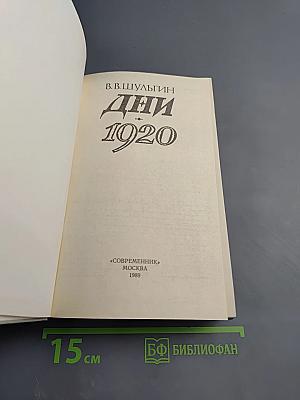 В. В. ШУЛЬГИН
ДНИ
1920
«СОВРЕМЕННИК»
МОСКВА
1989
15 см
БФ БИБЛИОФАН